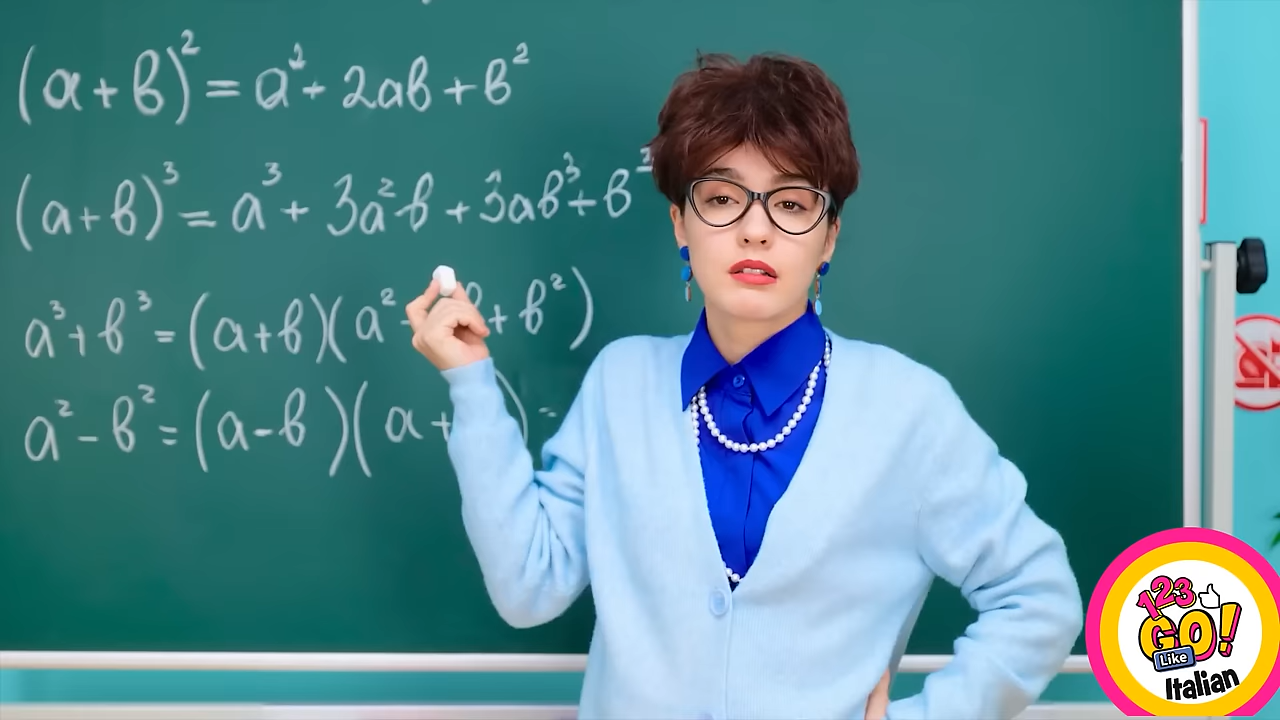 (a+b)² = a² + 2ab + b²
(a+b)³ = a³ + 3a²b + 3ab³ + b³
a³ + b³ = (a+b)(a² + b²)
a² - b² = (a-b)(a+ ) =
123
GO!
Like
Italian